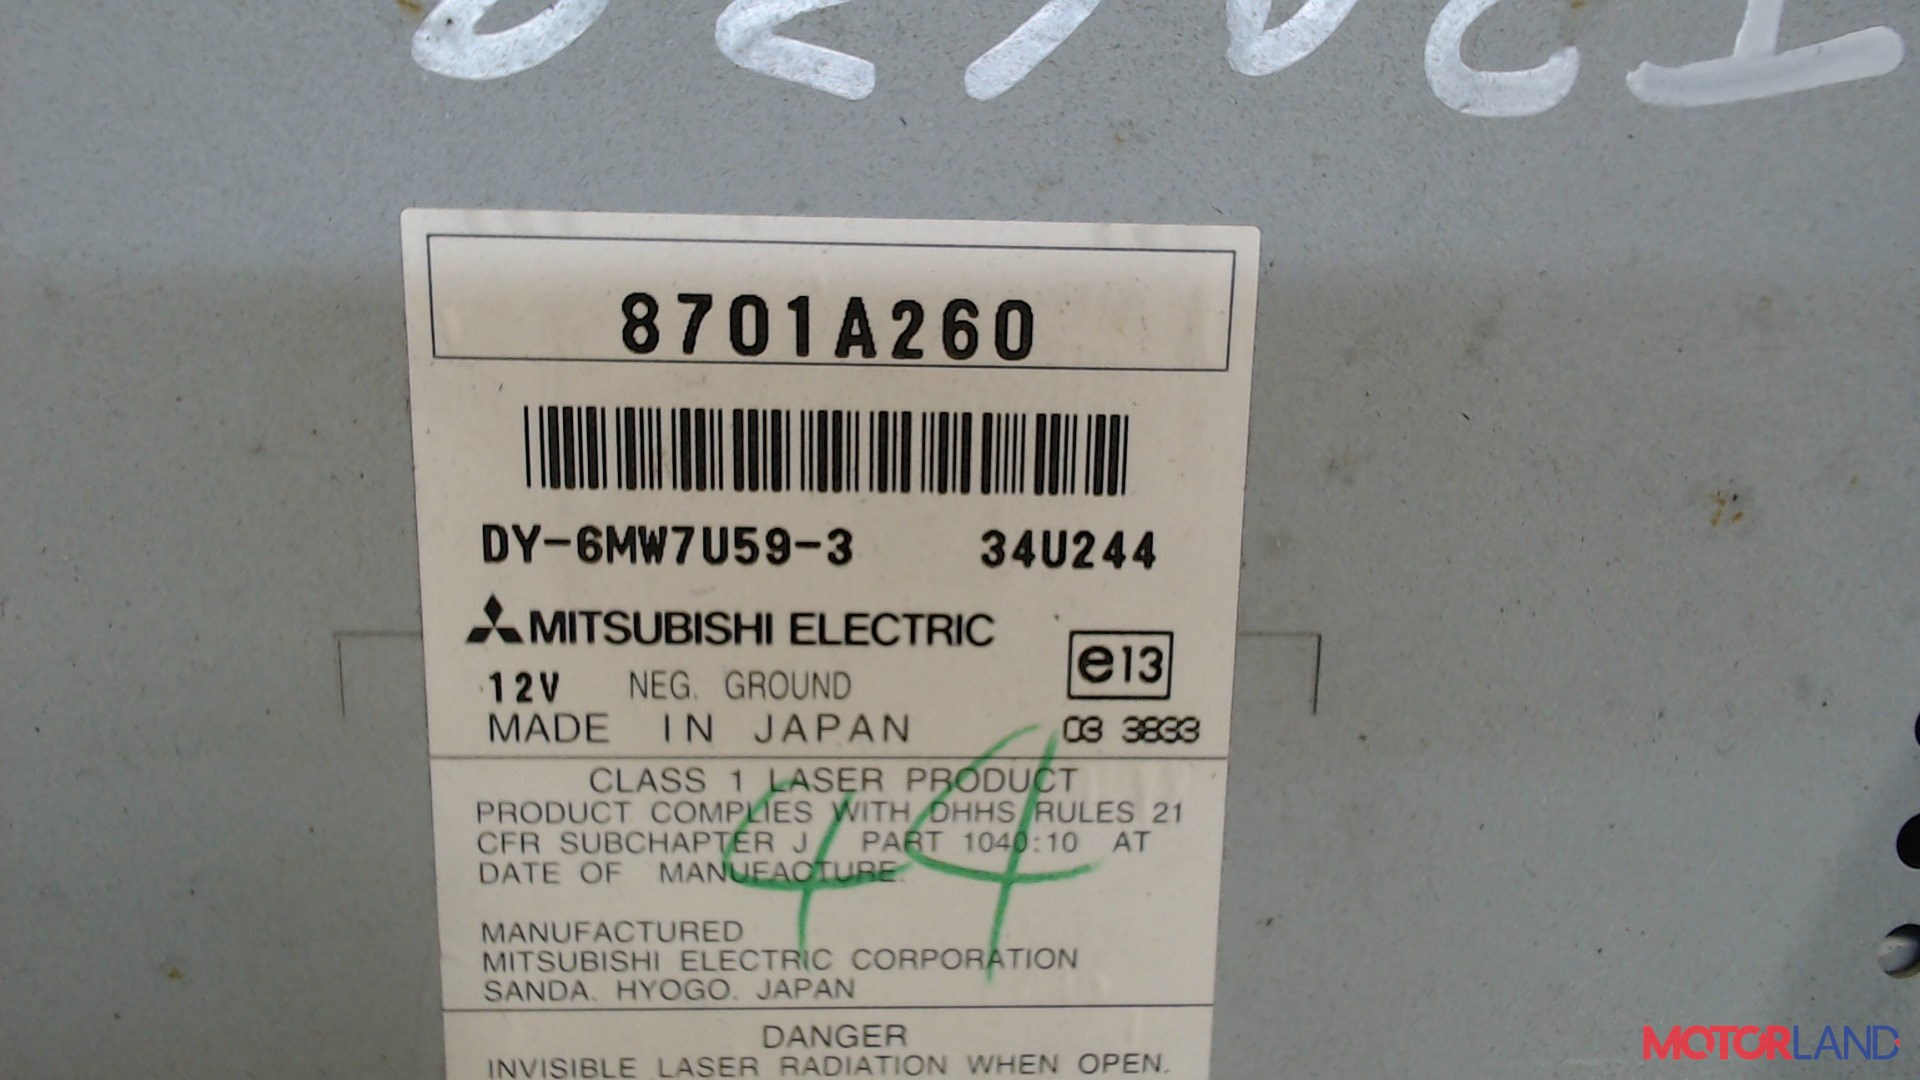 8701A260
DY-6MW7U59-3 34U244
MITSUBISHI ELECTRIC
12V NEG. GROUND e13
MADE IN JAPAN 03 3833
CLASS 1 LASER PRODUCT
PRODUCT COMPLIES WITH DHHS RULES 21
CFR SUBCHAPTER J PART 1040:10 AT
DATE OF MANUFACTURE.
44
MANUFACTURED
MITSUBISHI ELECTRIC CORPORATION
SANDA. HYOGO. JAPAN
DANGER
INVISIBLE LASER RADIATION WHEN OPEN.
MOTORLAND